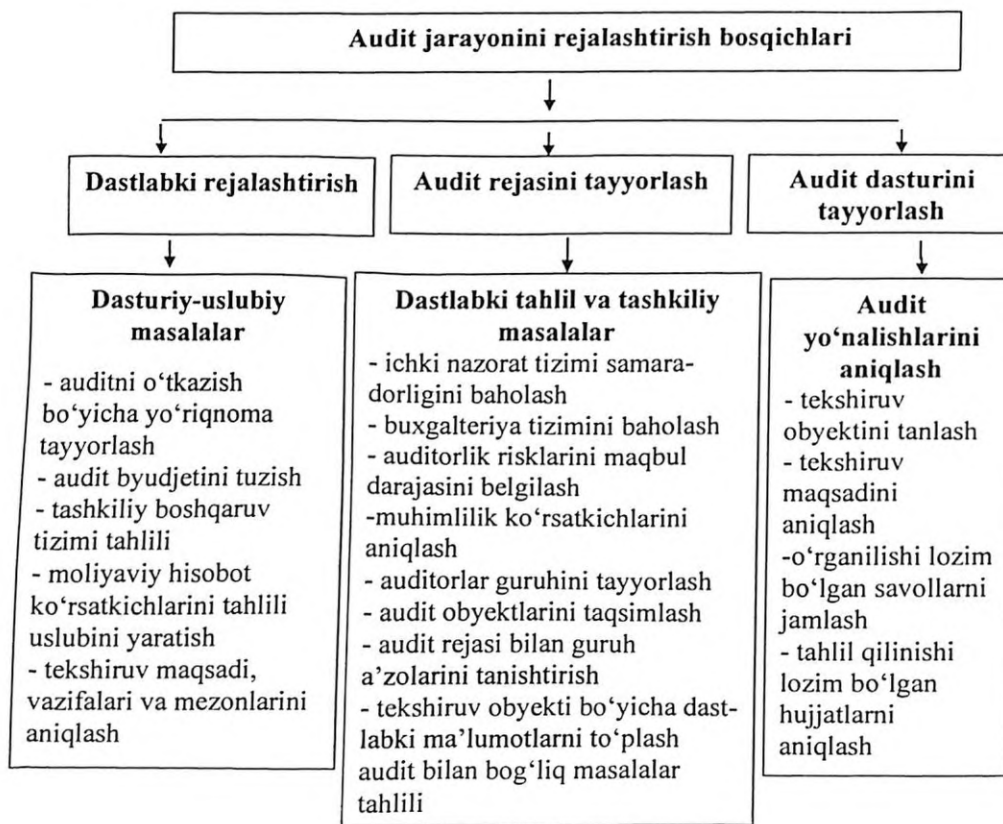 Audit jarayonini rejalashtirish bosqichlari
Dastlabki rejalashtirish
Audit rejasini tayyorlash
Audit dasturini
tayyorlash
Dasturiy-uslubiy
masalalar
- auditni o‘tkazish
bo‘yicha yo‘riqnoma
tayyorlash
- audit byudjetini tuzish
- tashkiliy boshqaruv
tizimi tahlili
- moliyaviy hisobot
ko‘rsatkichlarini tahlili
uslubini yaratish
- tekshiruv maqsadi,
vazifalari va mezonlarini
aniqlash
Dastlabki tahlil va tashkiliy
masalalar
- ichki nazorat tizimi samara-
dorligini baholash
- buxgalteriya tizimini baholash
- auditorlik risklarini maqbul
darajasini belgilash
-muhimlilik ko‘rsatkichlarini
aniqlash
- auditorlar guruhini tayyorlash
- audit obyektlarini taqsimlash
- audit rejasi bilan guruh
a’zolarini tanishtirish
- tekshiruv obyekti bo‘yicha dast-
labki ma’lumotlarni to‘plash
audit bilan bog‘liq masalalar
tahlili
Audit
yo‘nalishlarini
aniqlash
- tekshiruv
obyektini tanlash
- tekshiruv
maqsadini
aniqlash
-o‘rganilishi lozim
bo‘lgan savollarni
jamlash
- tahlil qilinishi
lozim bo‘lgan
hujjatlarni
aniqlash